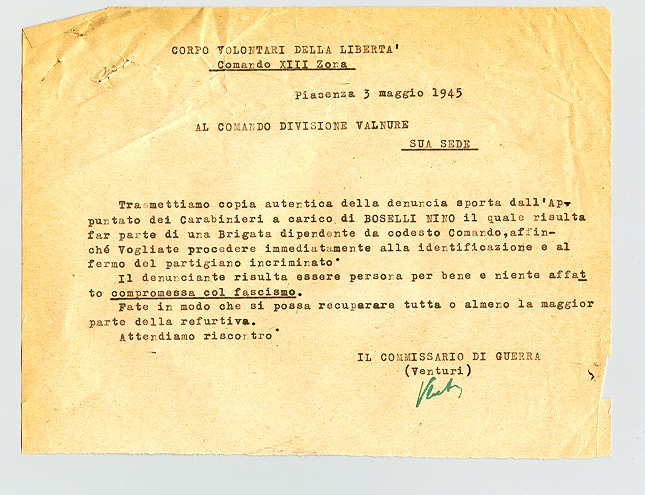 CORPO VOLONTARI DELLA LIBERTA'
Comando XIII Zona
Piacenza 3 maggio 1945
AL COMANDO DIVISIONE VALNURE
SUA SEDE
Trasmettiamo copia autentica della denuncia sporta dall'Ap-
puntato dei Carabinieri a carico di BOSELLI NINO il quale risulta
far parte di una Brigata dipendente da codesto Comando,affin-
ché Vogliate procedere immediatamente alla identificazione e al
fermo del partigiano incriminato.
Il denunciante risulta essere persona per bene e niente affat
to compromessa col fascismo.
Fate in modo che si possa recuparare tutta o almeno la maggior
parte della refurtiva.
Attendiamo riscontro.
IL COMMISSARIO DI GUERRA
(Venturi)